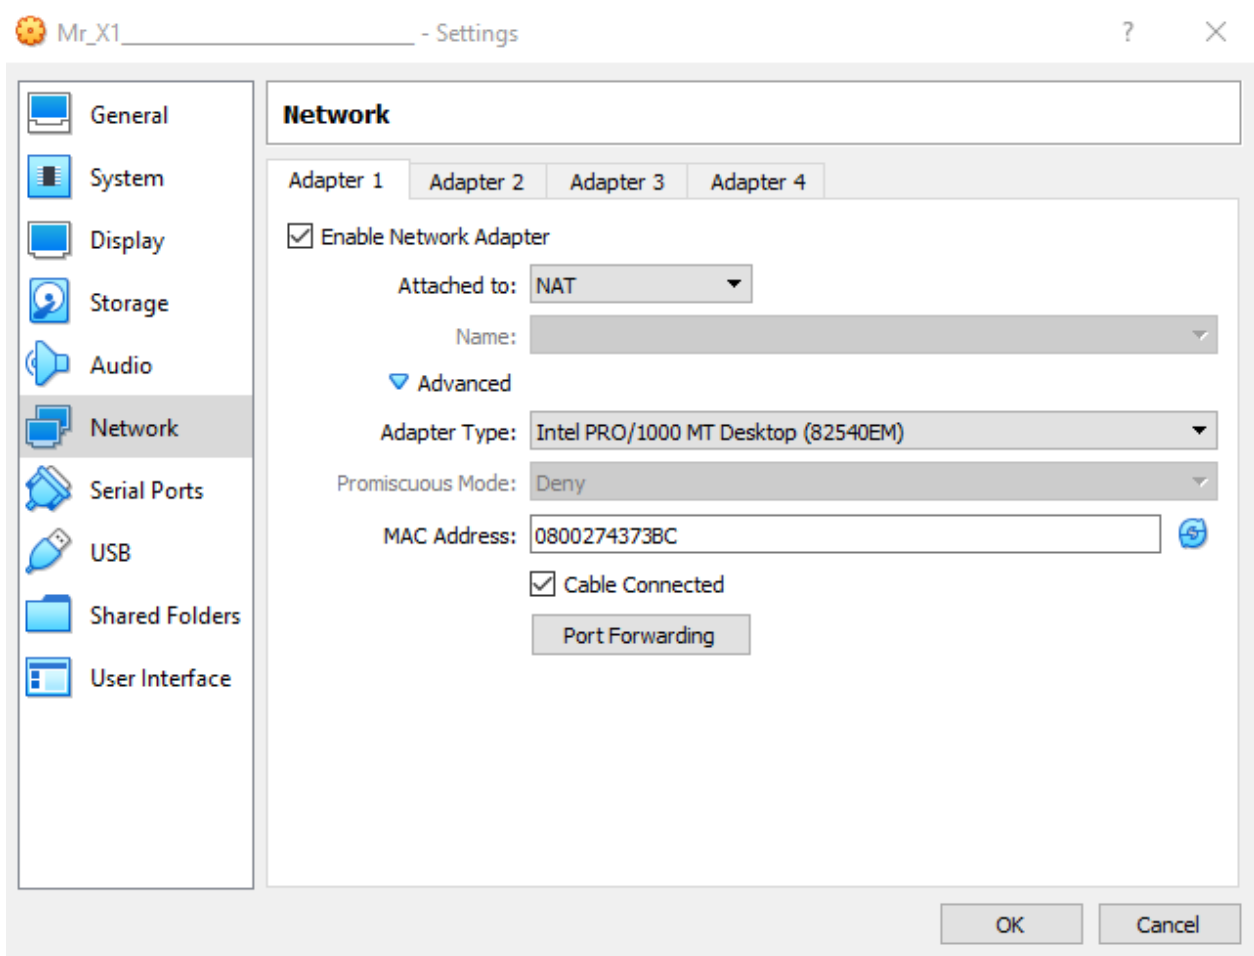 Mr_X1__________________________ - Settings ?
General
System
Display
Storage
Audio
Network
Serial Ports
USB
Shared Folders
User Interface
Network
Adapter 1 Adapter 2 Adapter 3 Adapter 4
Enable Network Adapter
Attached to: NAT
Name:
Advanced
Adapter Type: Intel PRO/1000 MT Desktop (82540EM)
Promiscuous Mode: Deny
MAC Address: 0800274373BC
Cable Connected
Port Forwarding
OK Cancel